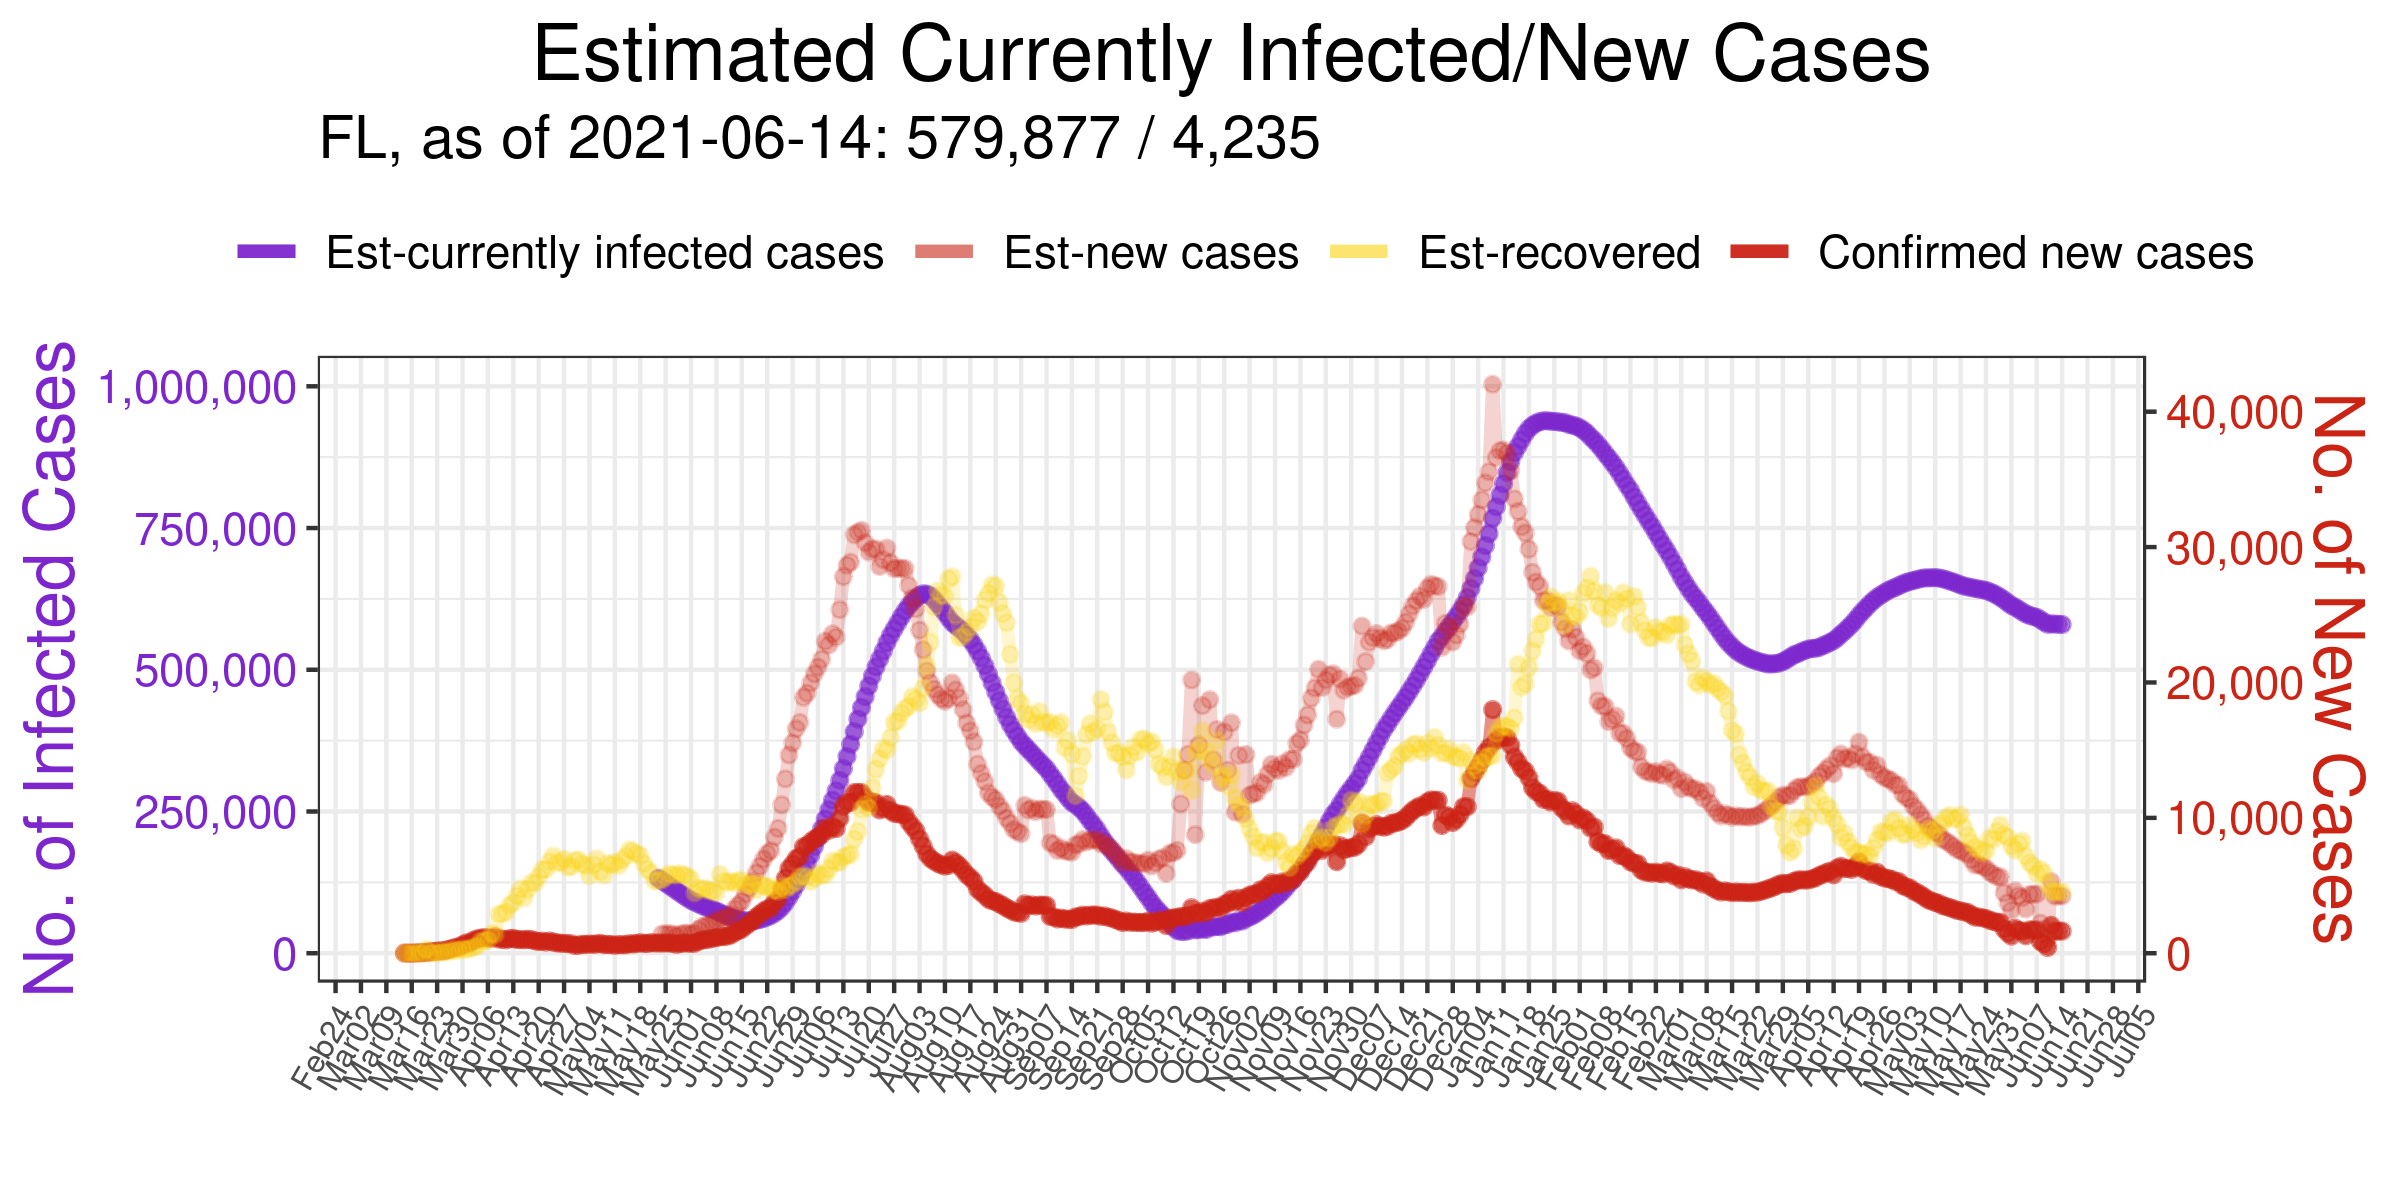 Estimated Currently Infected/New Cases
FL, as of 2021-06-14: 579,877 / 4,235
Est-currently infected cases Est-new cases Est-recovered Confirmed new cases
No. of Infected Cases
1,000,000
750,000
500,000
250,000
0
40,000
30,000
20,000
10,000
0
No. of New Cases
Feb24 Mar02 Mar09 Mar16 Mar23 Mar30 Apr06 Apr13 Apr20 Apr27 May04 May11 May18 May25 Jun01 Jun08 Jun15 Jun22 Jun29 Jul06 Jul13 Jul20 Jul27 Aug03 Aug10 Aug17 Aug24 Aug31 Sep07 Sep14 Sep21 Sep28 Oct05 Oct12 Oct19 Oct26 Nov02 Nov09 Nov16 Nov23 Nov30 Dec07 Dec14 Dec21 Dec28 Jan04 Jan11 Jan18 Jan25 Feb01 Feb08 Feb15 Feb22 Mar01 Mar08 Mar15 Mar22 Mar29 Apr05 Apr12 Apr19 Apr26 May03 May10 May17 May24 May31 Jun07 Jun14 Jun21 Jun28 Jul05